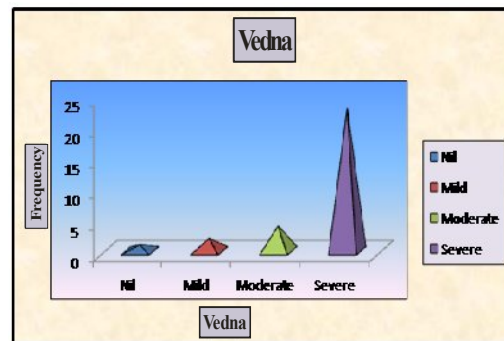 Vedna
25
20
15
10
5
0
Frequency
Nil Mild Moderate Severe
Vedna
Nil
Mild
Moderate
Severe